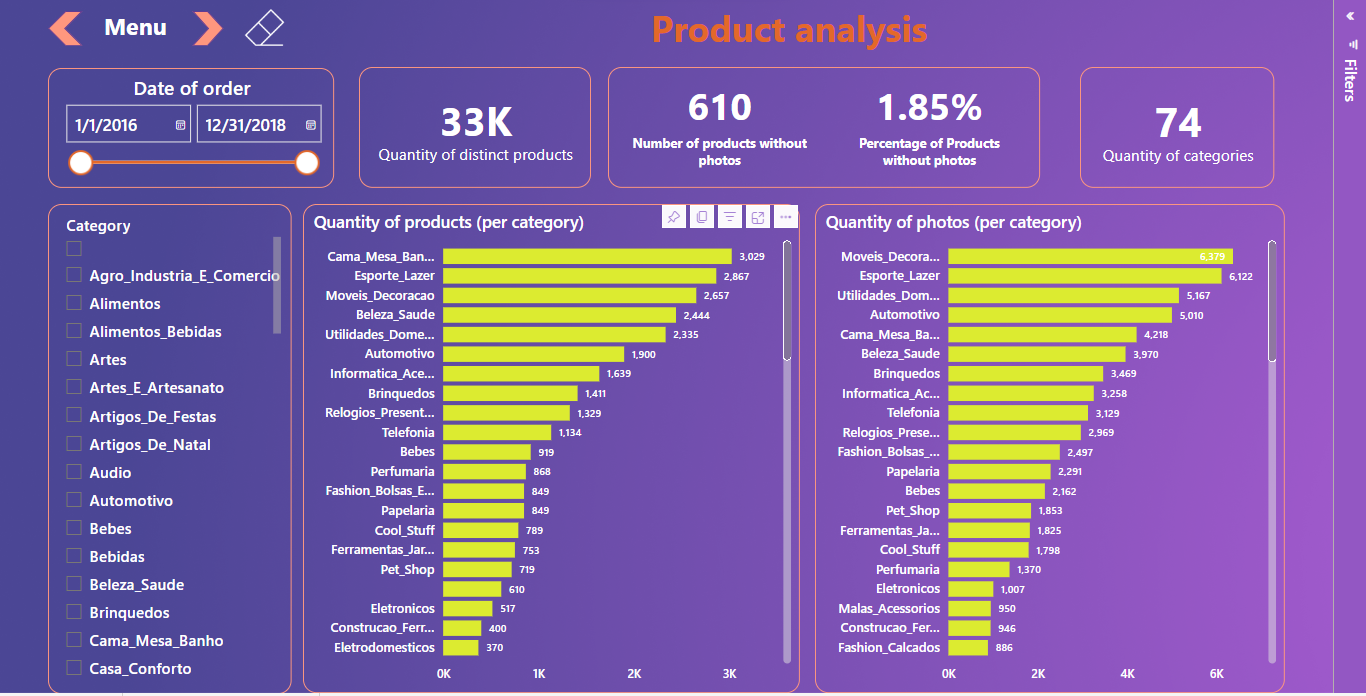 Menu
Product analysis
Filters
Date of order
1/1/2016
12/31/2018
33K
Quantity of distinct products
610
Number of products without
photos
1.85%
Percentage of Products
without photos
74
Quantity of categories
Category
Agro_Industria_E_Comercio
Alimentos
Alimentos_Bebidas
Artes
Artes_E_Artesanato
Artigos_De_Festas
Artigos_De_Natal
Audio
Automotivo
Bebes
Bebidas
Beleza_Saude
Brinquedos
Cama_Mesa_Banho
Casa_Conforto
Quantity of products (per category)
Cama_Mesa_Ban... 3,029
Esporte_Lazer 2,867
Moveis_Decoracao 2,657
Beleza_Saude 2,444
Utilidades_Dome... 2,335
Automotivo 1,900
Informatica_Ace... 1,639
Brinquedos 1,411
Relogios_Present... 1,329
Telefonia 1,134
Bebes 919
Perfumaria 868
Fashion_Bolsas_E... 849
Papelaria 849
Cool_Stuff 789
Ferramentas_Jar... 753
Pet_Shop 719
610
Eletronicos 517
Construcao_Ferr... 400
Eletrodomesticos 370
0K 1K 2K 3K
Quantity of photos (per category)
Moveis_Decora... 6,379
Esporte_Lazer 6,122
Utilidades_Dom... 5,167
Automotivo 5,010
Cama_Mesa_Ba... 4,218
Beleza_Saude 3,970
Brinquedos 3,469
Informatica_Ac... 3,258
Telefonia 3,129
Relogios_Prese... 2,969
Fashion_Bolsas_... 2,497
Papelaria 2,291
Bebes 2,162
Pet_Shop 1,853
Ferramentas_Ja... 1,825
Cool_Stuff 1,798
Perfumaria 1,370
Eletronicos 1,007
Malas_Acessorios 950
Construcao_Fer... 946
Fashion_Calcados 886
0K 2K 4K 6K